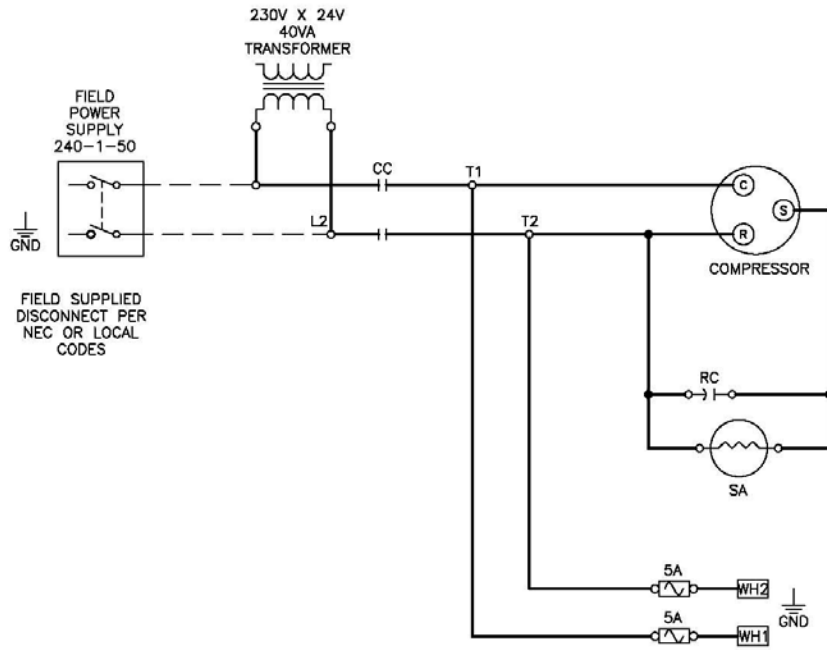 230V X 24V
40VA
TRANSFORMER
FIELD
POWER
SUPPLY
240-1-50
CC
T1
C
S
L2
T2
R
GND
COMPRESSOR
FIELD SUPPLIED
DISCONNECT PER
NEC OR LOCAL
CODES
RC
SA
5A
WH2
GND
5A
WH1